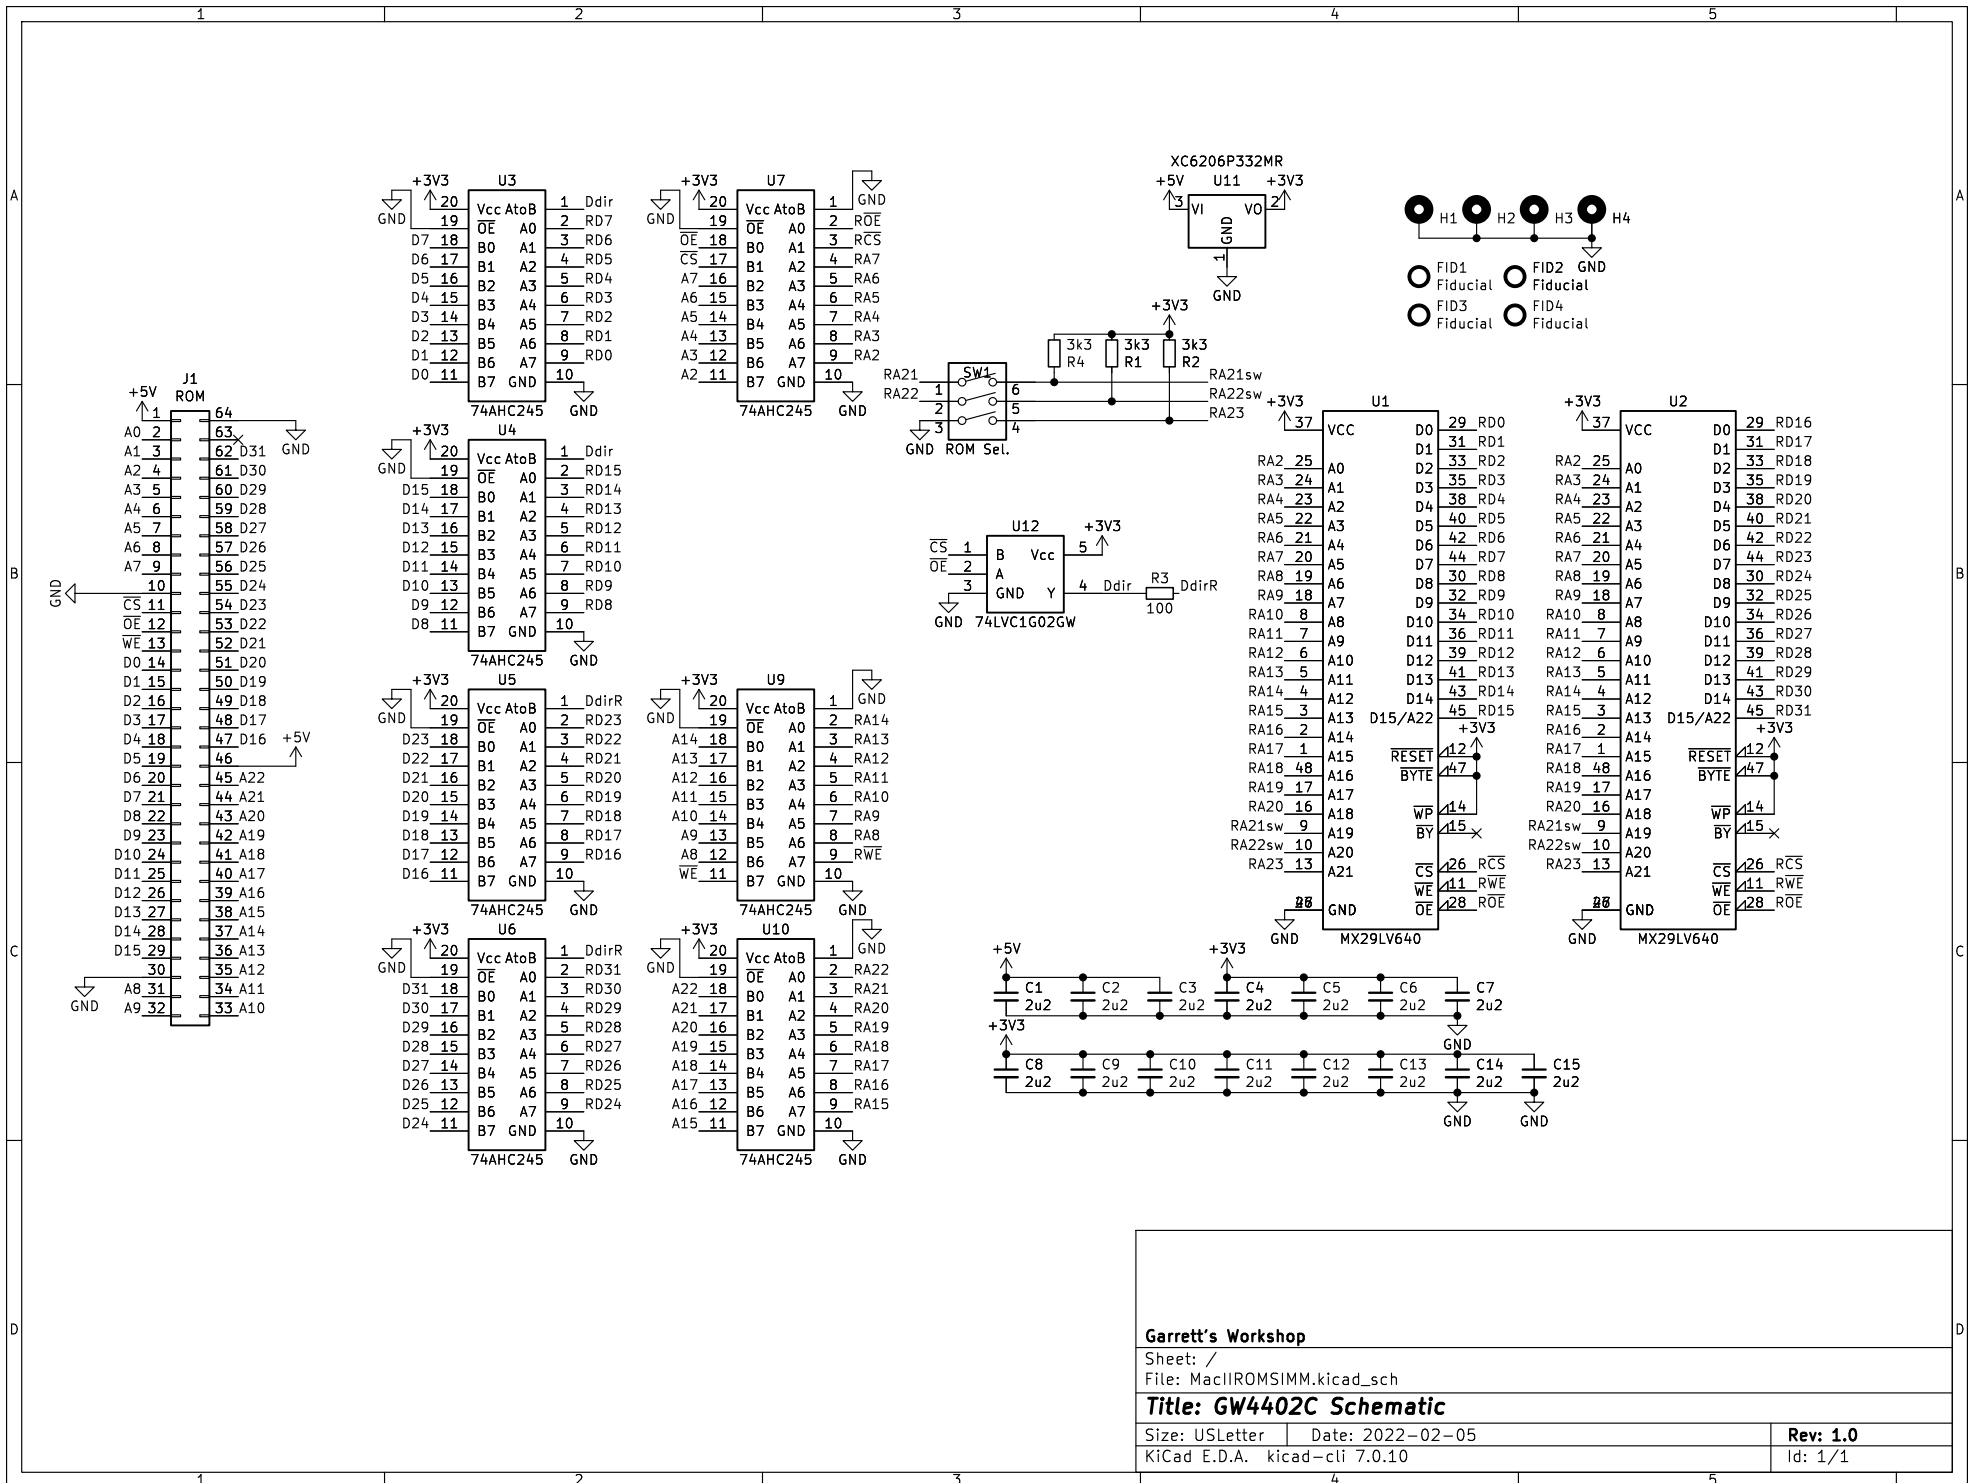 1 2 3 4 5
A
B
C
D
J1
ROM
+5V
1 64
A0 2 63
A1 3 62 D31
A2 4 61 D30
A3 5 60 D29
A4 6 59 D28
A5 7 58 D27
A6 8 57 D26
A7 9 56 D25
GND 10 55 D24
CS 11 54 D23
OE 12 53 D22
WE 13 52 D21
D0 14 51 D20
D1 15 50 D19
D2 16 49 D18
D3 17 48 D17
D4 18 47 D16
D5 19 46 +5V
D6 20 45 A22
D7 21 44 A21
D8 22 43 A20
D9 23 42 A19
D10 24 41 A18
D11 25 40 A17
D12 26 39 A16
D13 27 38 A15
D14 28 37 A14
D15 29 36 A13
30 35 A12
A8 31 34 A11
A9 32 33 A10
GND
GND
+3V3 U3
GND
20 Vcc AtoB 1 Ddir
19 OE A0 2 RD7
D7 18 B0 A1 3 RD6
D6 17 B1 A2 4 RD5
D5 16 B2 A3 5 RD4
D4 15 B3 A4 6 RD3
D3 14 B4 A5 7 RD2
D2 13 B5 A6 8 RD1
D1 12 B6 A7 9 RD0
D0 11 B7 GND 10
74AHC245 GND
+3V3 U4
GND
20 Vcc AtoB 1 Ddir
19 OE A0 2 RD15
D15 18 B0 A1 3 RD14
D14 17 B1 A2 4 RD13
D13 16 B2 A3 5 RD12
D12 15 B3 A4 6 RD11
D11 14 B4 A5 7 RD10
D10 13 B5 A6 8 RD9
D9 12 B6 A7 9 RD8
D8 11 B7 GND 10
74AHC245 GND
+3V3 U5
GND
20 Vcc AtoB 1 DdirR
19 OE A0 2 RD23
D23 18 B0 A1 3 RD22
D22 17 B1 A2 4 RD21
D21 16 B2 A3 5 RD20
D20 15 B3 A4 6 RD19
D19 14 B4 A5 7 RD18
D18 13 B5 A6 8 RD17
D17 12 B6 A7 9 RD16
D16 11 B7 GND 10
74AHC245 GND
+3V3 U6
GND
20 Vcc AtoB 1 DdirR
19 OE A0 2 RD31
D31 18 B0 A1 3 RD30
D30 17 B1 A2 4 RD29
D29 16 B2 A3 5 RD28
D28 15 B3 A4 6 RD27
D27 14 B4 A5 7 RD26
D26 13 B5 A6 8 RD25
D25 12 B6 A7 9 RD24
D24 11 B7 GND 10
74AHC245 GND
+3V3 U7
GND GND
20 Vcc AtoB 1
19 OE A0 2 ROE
OE 18 B0 A1 3 RCS
CS 17 B1 A2 4 RA7
A7 16 B2 A3 5 RA6
A6 15 B3 A4 6 RA5
A5 14 B4 A5 7 RA4
A4 13 B5 A6 8 RA3
A3 12 B6 A7 9 RA2
A2 11 B7 GND 10
74AHC245 GND
+3V3 U9
GND GND
20 Vcc AtoB 1
19 OE A0 2 RA14
A14 18 B0 A1 3 RA13
A13 17 B1 A2 4 RA12
A12 16 B2 A3 5 RA11
A11 15 B3 A4 6 RA10
A10 14 B4 A5 7 RA9
A9 13 B5 A6 8 RA8
A8 12 B6 A7 9 RWE
WE 11 B7 GND 10
74AHC245 GND
+3V3 U10
GND GND
20 Vcc AtoB 1
19 OE A0 2 RA22
A22 18 B0 A1 3 RA21
A21 17 B1 A2 4 RA20
A20 16 B2 A3 5 RA19
A19 15 B3 A4 6 RA18
A18 14 B4 A5 7 RA17
A17 13 B5 A6 8 RA16
A16 12 B6 A7 9 RA15
A15 11 B7 GND 10
74AHC245 GND
XC6206P332MR
+5V U11 +3V3
3 VI VO 2
GND
1
GND
H1 H2 H3 H4
GND
FID1
Fiducial
FID2
Fiducial
FID3
Fiducial
FID4
Fiducial
+3V3
3k3 3k3 3k3
R4 R1 R2
SW1
RA21 1 6 RA21sw
RA22 2 5 RA22sw
3 4 RA23
GND ROM Sel.
U12 +3V3
CS 1 B Vcc 5
OE 2 A
3 GND Y 4 Ddir R3 DdirR
100
GND 74LVC1G02GW
+3V3 U1
37 VCC D0 29 RD0
D1 31 RD1
RA2 25 A0 D2 33 RD2
RA3 24 A1 D3 35 RD3
RA4 23 A2 D4 38 RD4
RA5 22 A3 D5 40 RD5
RA6 21 A4 D6 42 RD6
RA7 20 A5 D7 44 RD7
RA8 19 A6 D8 30 RD8
RA9 18 A7 D9 32 RD9
RA10 8 A8 D10 34 RD10
RA11 7 A9 D11 36 RD11
RA12 6 A10 D12 39 RD12
RA13 5 A11 D13 41 RD13
RA14 4 A12 D14 43 RD14
RA15 3 A13 D15/A22 45 RD15
RA16 2 A14 +3V3
RA17 1 A15 RESET 12
RA18 48 A16 BYTE 47
RA19 17 A17
RA20 16 A18 WP 14
RA21sw 9 A19 BY 15
RA22sw 10 A20
RA23 13 A21 CS 26 RCS
WE 11 RWE
GND OE 28 ROE
GND MX29LV640
+3V3 U2
37 VCC D0 29 RD16
D1 31 RD17
RA2 25 A0 D2 33 RD18
RA3 24 A1 D3 35 RD19
RA4 23 A2 D4 38 RD20
RA5 22 A3 D5 40 RD21
RA6 21 A4 D6 42 RD22
RA7 20 A5 D7 44 RD23
RA8 19 A6 D8 30 RD24
RA9 18 A7 D9 32 RD25
RA10 8 A8 D10 34 RD26
RA11 7 A9 D11 36 RD27
RA12 6 A10 D12 39 RD28
RA13 5 A11 D13 41 RD29
RA14 4 A12 D14 43 RD30
RA15 3 A13 D15/A22 45 RD31
RA16 2 A14 +3V3
RA17 1 A15 RESET 12
RA18 48 A16 BYTE 47
RA19 17 A17
RA20 16 A18 WP 14
RA21sw 9 A19 BY 15
RA22sw 10 A20
RA23 13 A21 CS 26 RCS
WE 11 RWE
GND OE 28 ROE
GND MX29LV640
+5V +3V3
C1 C2 C3 C4 C5 C6 C7
2u2 2u2 2u2 2u2 2u2 2u2 2u2
+3V3 GND
C8 C9 C10 C11 C12 C13 C14 C15
2u2 2u2 2u2 2u2 2u2 2u2 2u2 2u2
GND GND
Garrett's Workshop
Sheet: /
File: MacIIROMSIMM.kicad_sch
Title: GW4402C Schematic
Size: USLetter Date: 2022-02-05 Rev: 1.0
KiCad E.D.A. kicad-cli 7.0.10 Id: 1/1
1 2 3 4 5
A
B
C
D